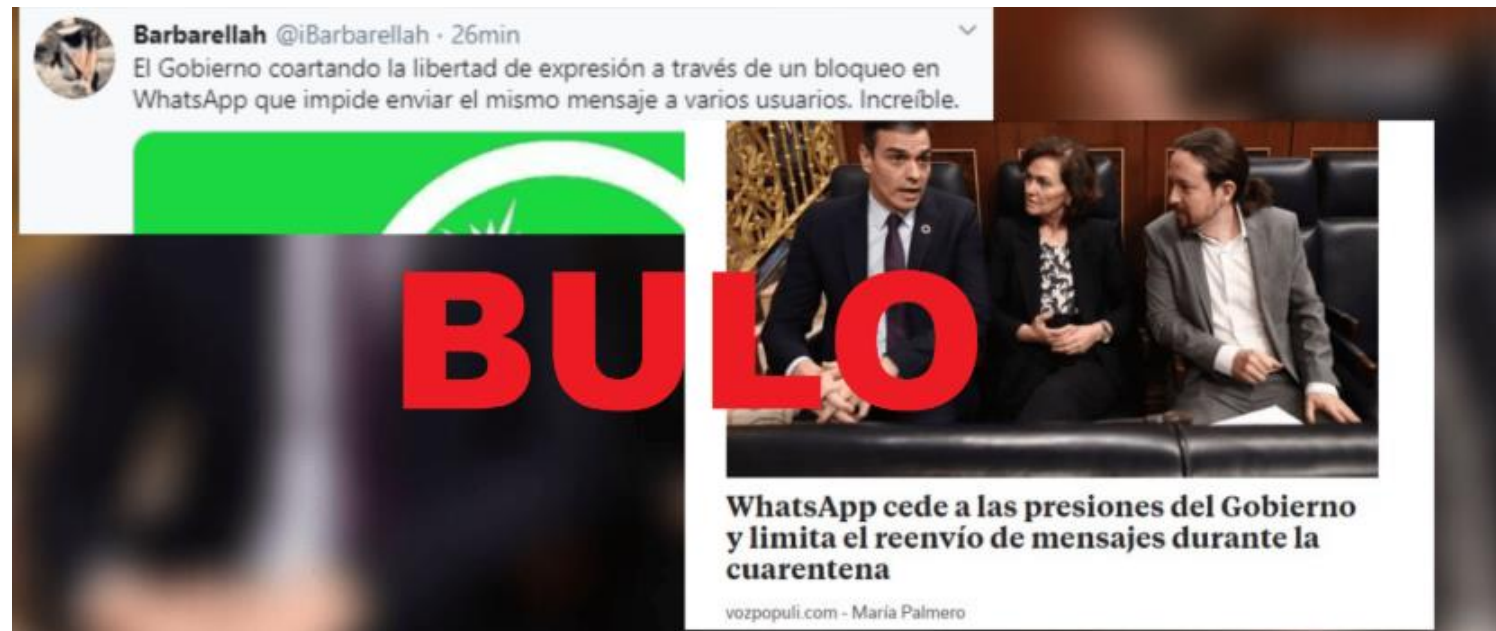 Barbarellah @iBarbarellah · 26min
El Gobierno coartando la libertad de expresión a través de un bloqueo en
WhatsApp que impide enviar el mismo mensaje a varios usuarios. Increíble.
BULO
WhatsApp cede a las presiones del Gobierno
y limita el reenvío de mensajes durante la
cuarentena
vozpopuli.com - María Palmero